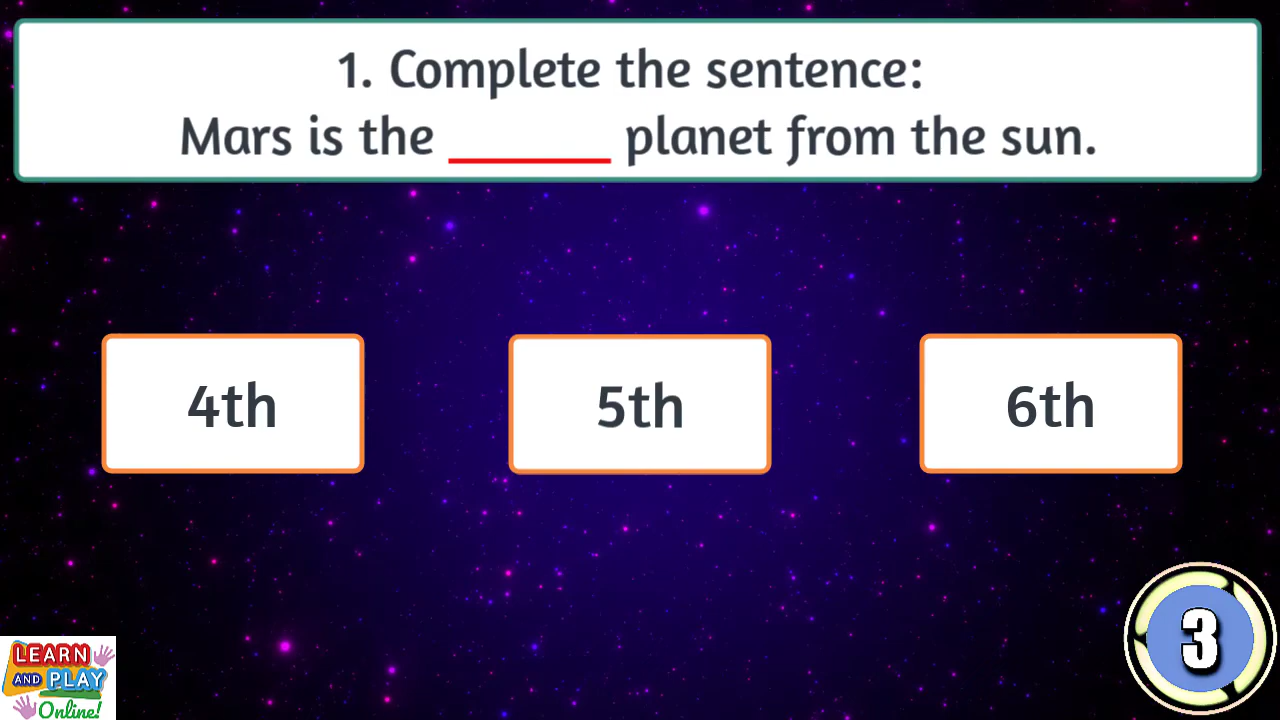 1. Complete the sentence:
Mars is the ______ planet from the sun.
4th
5th
6th
3
LEARN
AND PLAY
Online!